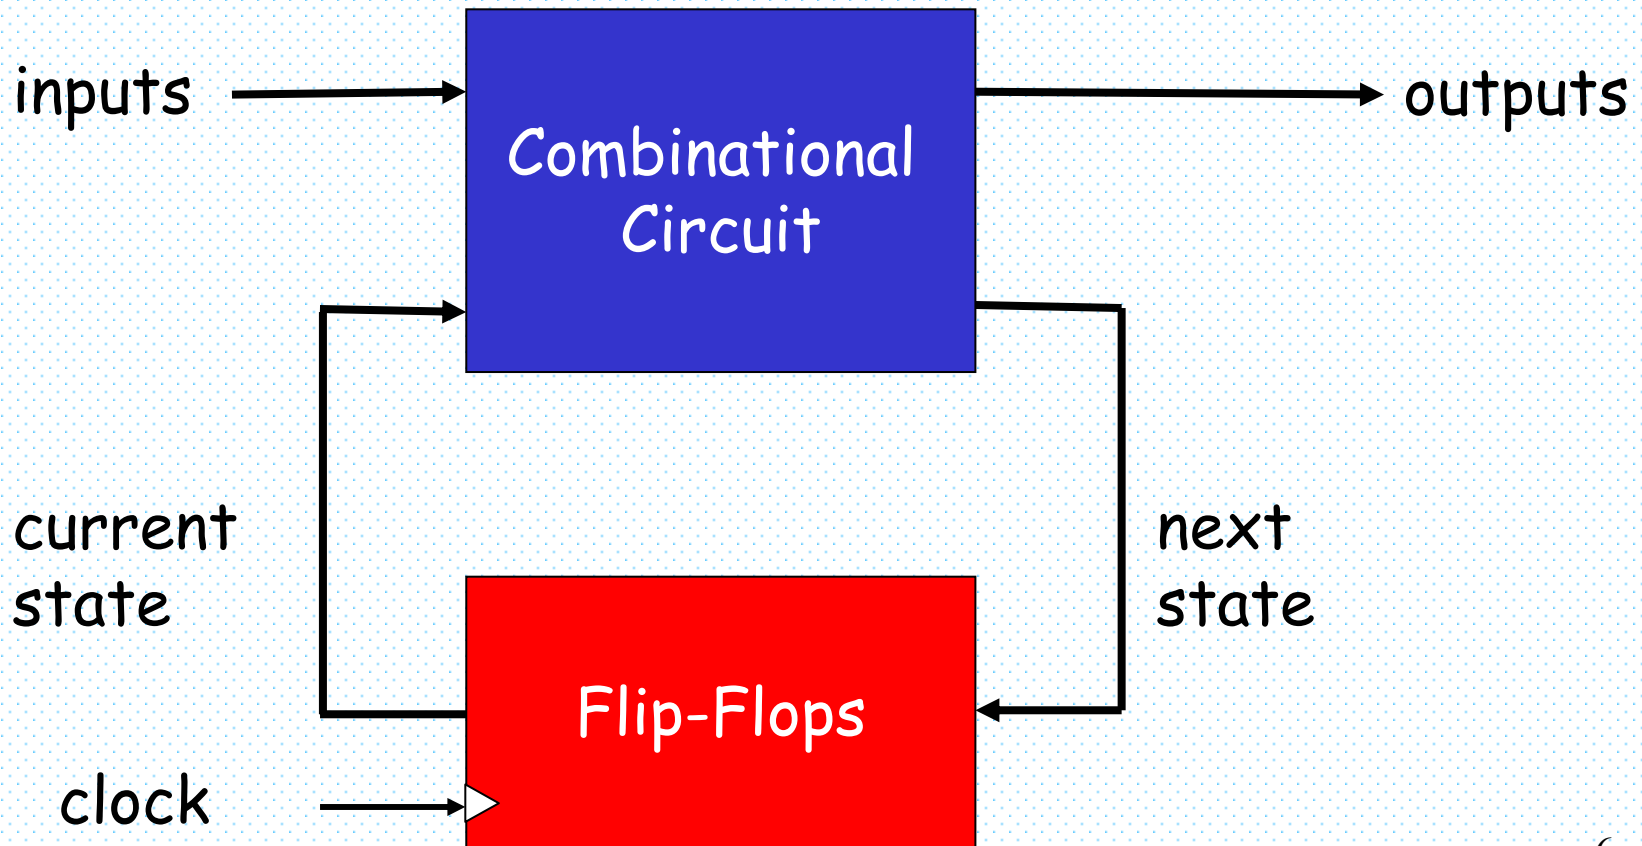 inputs
outputs
Combinational
Circuit
current
state
next
state
Flip-Flops
clock